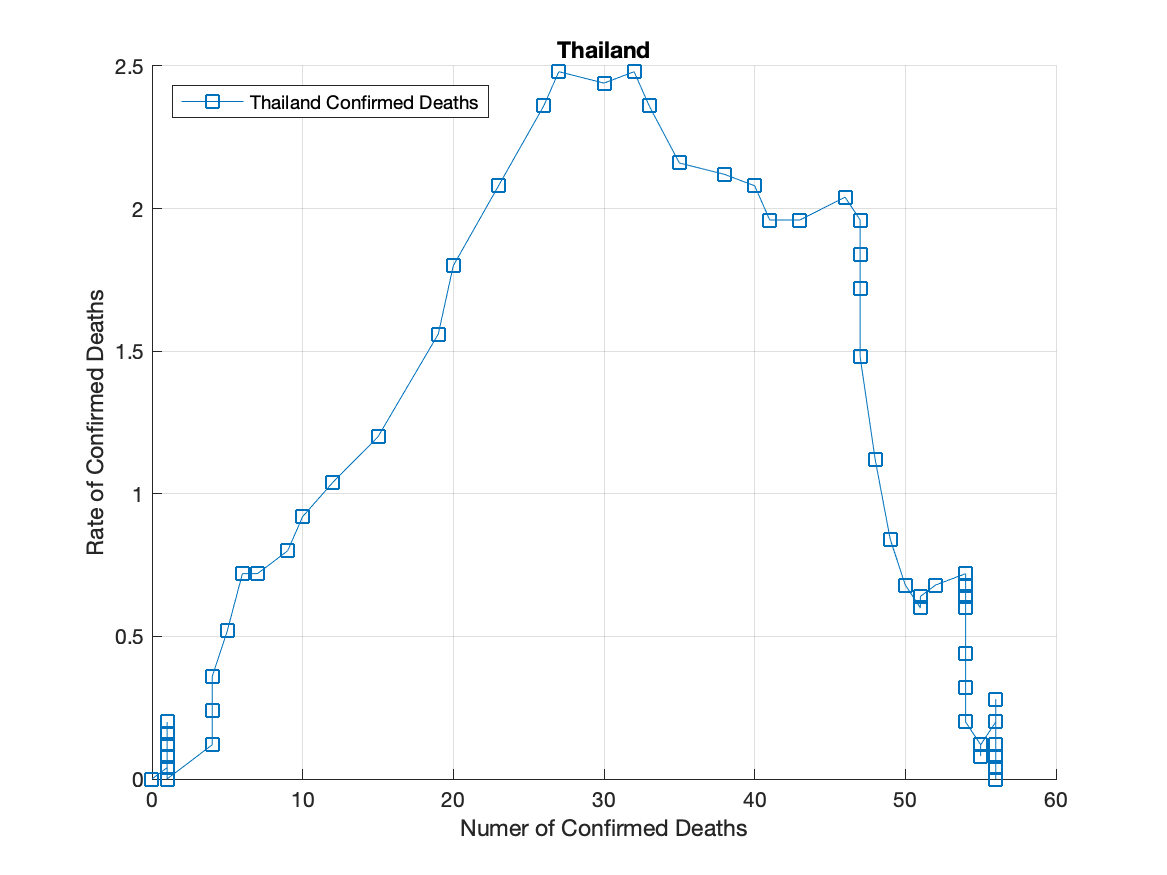 Thailand
Thailand Confirmed Deaths
2.5
2
1.5
1
0.5
0
Rate of Confirmed Deaths
0 10 20 30 40 50 60
Numer of Confirmed Deaths